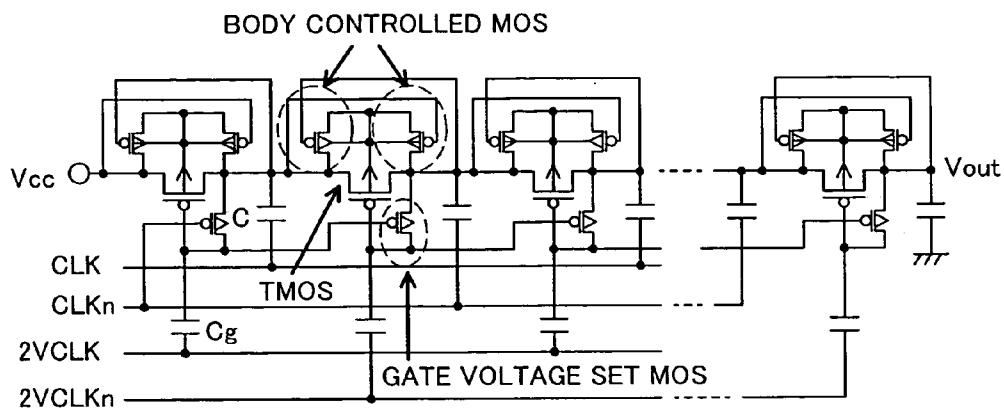 BODY CONTROLLED MOS
Vcc
Vout
C
CLK
TMOS
CLKn
Cg
2VCLK
GATE VOLTAGE SET MOS
2VCLKn